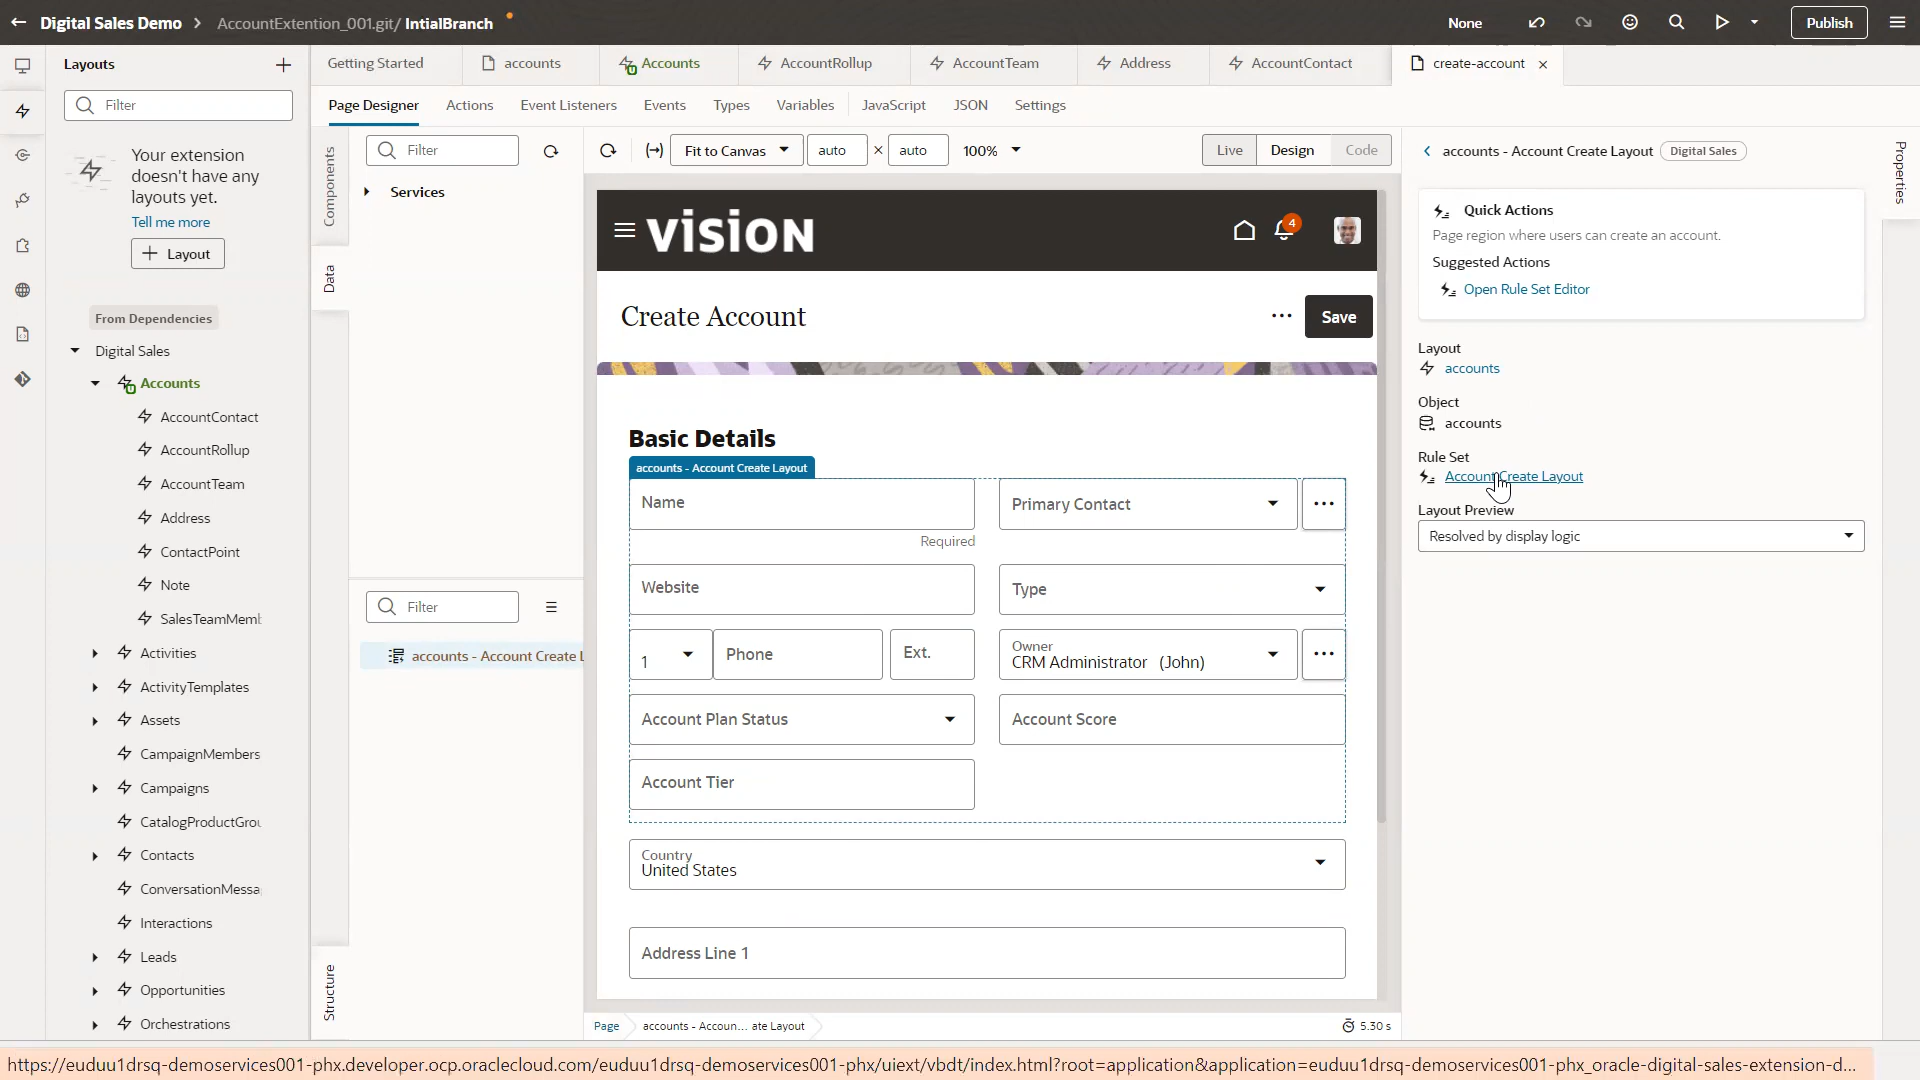 Digital Sales Demo > AccountExtention_001.git/ IntialBranch
None
Publish
Layouts
Filter
Your extension
doesn't have any
layouts yet.
Tell me more
+ Layout
From Dependencies
Digital Sales
Accounts
AccountContact
AccountRollup
AccountTeam
Address
ContactPoint
Note
SalesTeamMemb
Activities
ActivityTemplates
Assets
CampaignMembers
Campaigns
CatalogProductGrou
Contacts
ConversationMessa
Interactions
Leads
Opportunities
Orchestrations
Getting Started
accounts
Accounts
AccountRollup
AccountTeam
Address
AccountContact
create-account
Page Designer
Actions
Event Listeners
Events
Types
Variables
JavaScript
JSON
Settings
Components
Data
Structure
Filter
Services
Filter
accounts - Account Create L
Fit to Canvas
auto × auto
100%
Live
Design
Code
vision
4
Create Account
Save
Basic Details
accounts - Account Create Layout
Name
Required
Primary Contact
Website
Type
1
Phone
Ext.
Owner
CRM Administrator (John)
Account Plan Status
Account Score
Account Tier
Country
United States
Address Line 1
Page
accounts - Accoun... ate Layout
5.30 s
accounts - Account Create Layout
Digital Sales
Properties
Quick Actions
Page region where users can create an account.
Suggested Actions
Open Rule Set Editor
Layout
accounts
Object
accounts
Rule Set
Account Create Layout
Layout Preview
Resolved by display logic
https://euduu1drsq-demoservices001-phx.developer.ocp.oraclecloud.com/euduu1drsq-demoservices001-phx/uiext/vbdt/index.html?root=application&application=euduu1drsq-demoservices001-phx_oracle-digital-sales-extension-d...